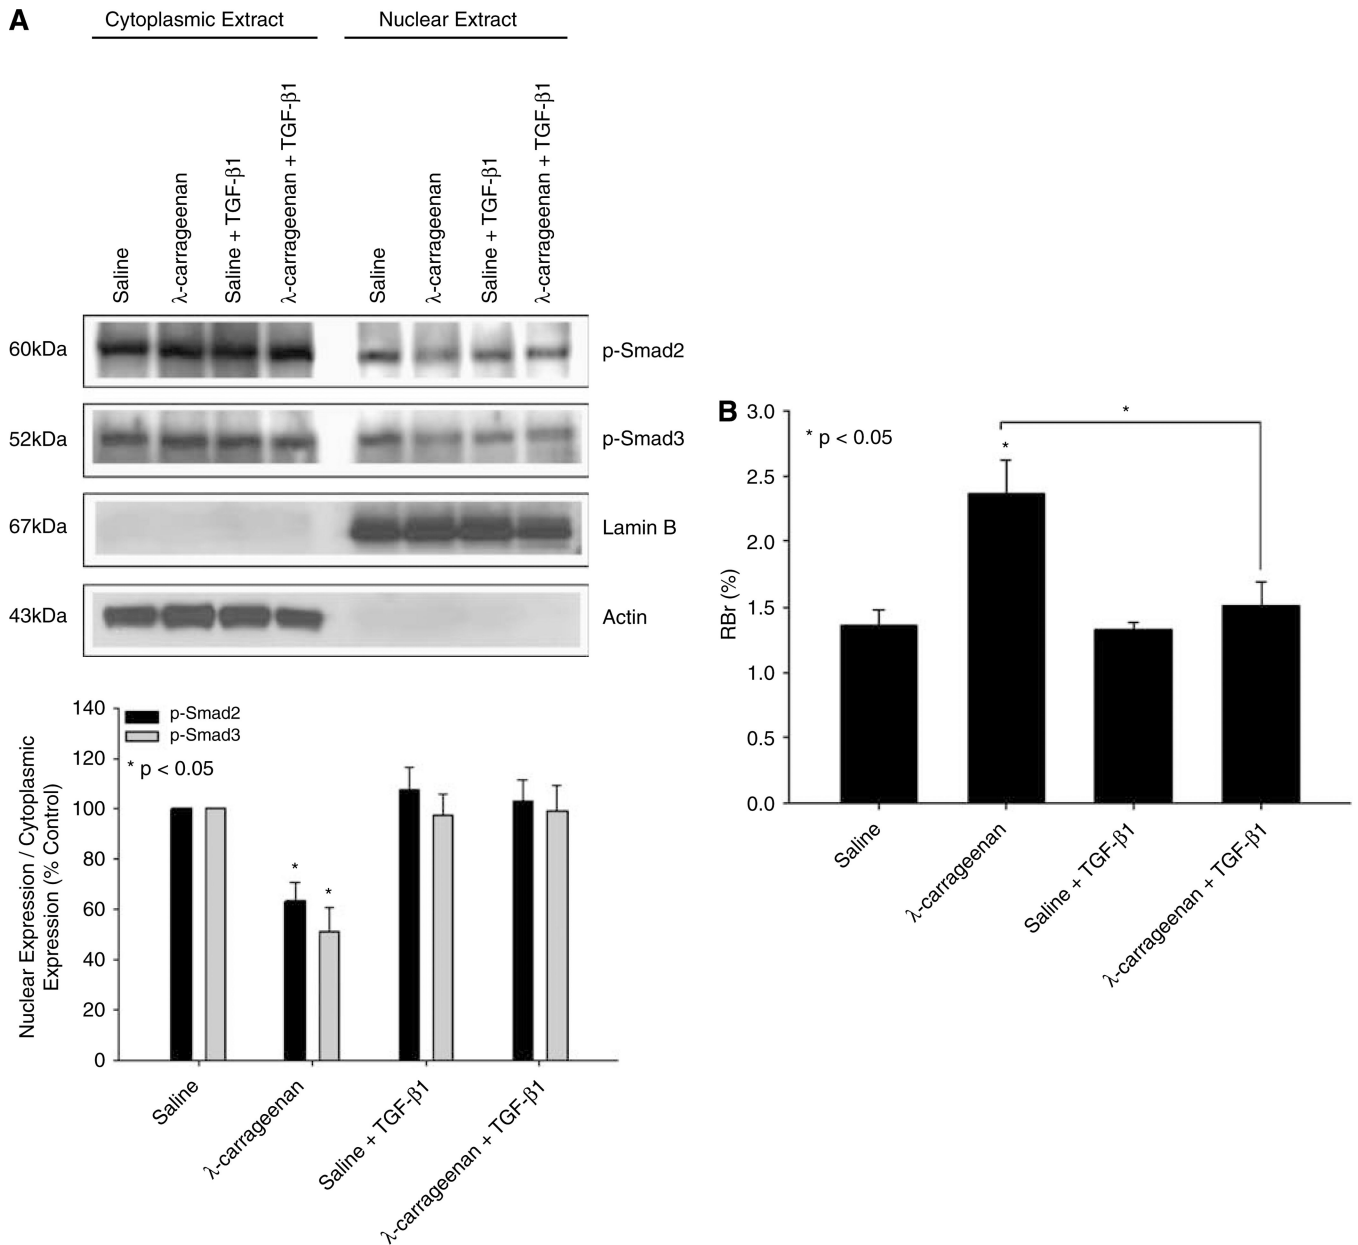 A
Cytoplasmic Extract
Nuclear Extract
Saline
λ-carrageenan
Saline + TGF-β1
λ-carrageenan + TGF-β1
Saline
λ-carrageenan
Saline + TGF-β1
λ-carrageenan + TGF-β1
60kDa
p-Smad2
52kDa
p-Smad3
67kDa
Lamin B
43kDa
Actin
Nuclear Expression / Cytoplasmic
Expression (% Control)
140
120
100
80
60
40
20
0
p-Smad2
p-Smad3
* p < 0.05
*
*
Saline
λ-carrageenan
Saline + TGF-β1
λ-carrageenan + TGF-β1
B
RBr (%)
3.0
2.5
2.0
1.5
1.0
0.5
0.0
* p < 0.05
*
*
Saline
λ-carrageenan
Saline + TGF-β1
λ-carrageenan + TGF-β1